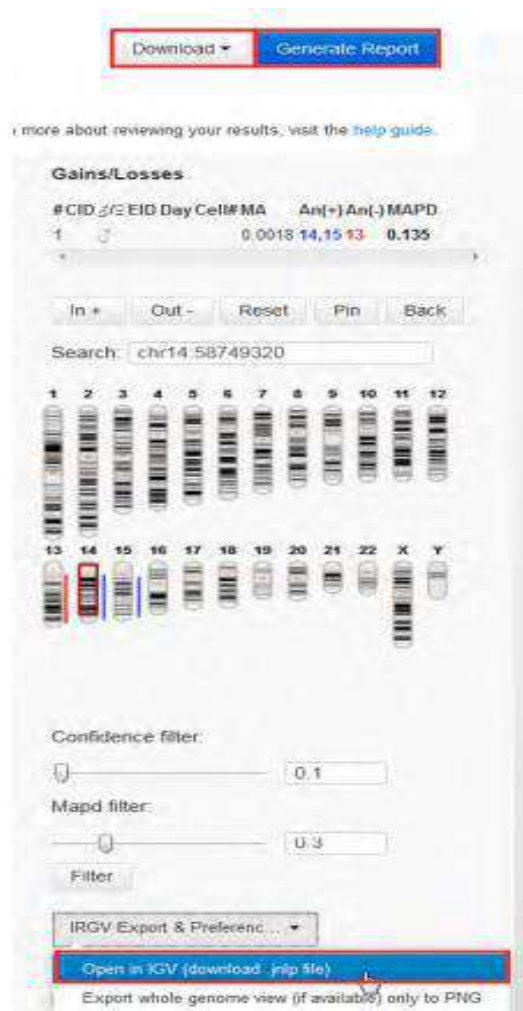 Download Generate Report
more about reviewing your results, visit the help guide.
Gains/Losses
# CID ♂/♀ EID Day Cell# MA An(+) An(-) MAPD
1 ♂ 0.0018 14,15 13 0.135
In + Out - Reset Pin Back
Search: chr14:58749320
1 2 3 4 5 6 7 8 9 10 11 12
13 14 15 16 17 18 19 20 21 22 X Y
Confidence filter:
0.1
Mapd filter:
0.3
Filter
IRGV Export & Preferenc...
Open in IGV (download .jnlp file)
Export whole genome view (if available) only to PNG